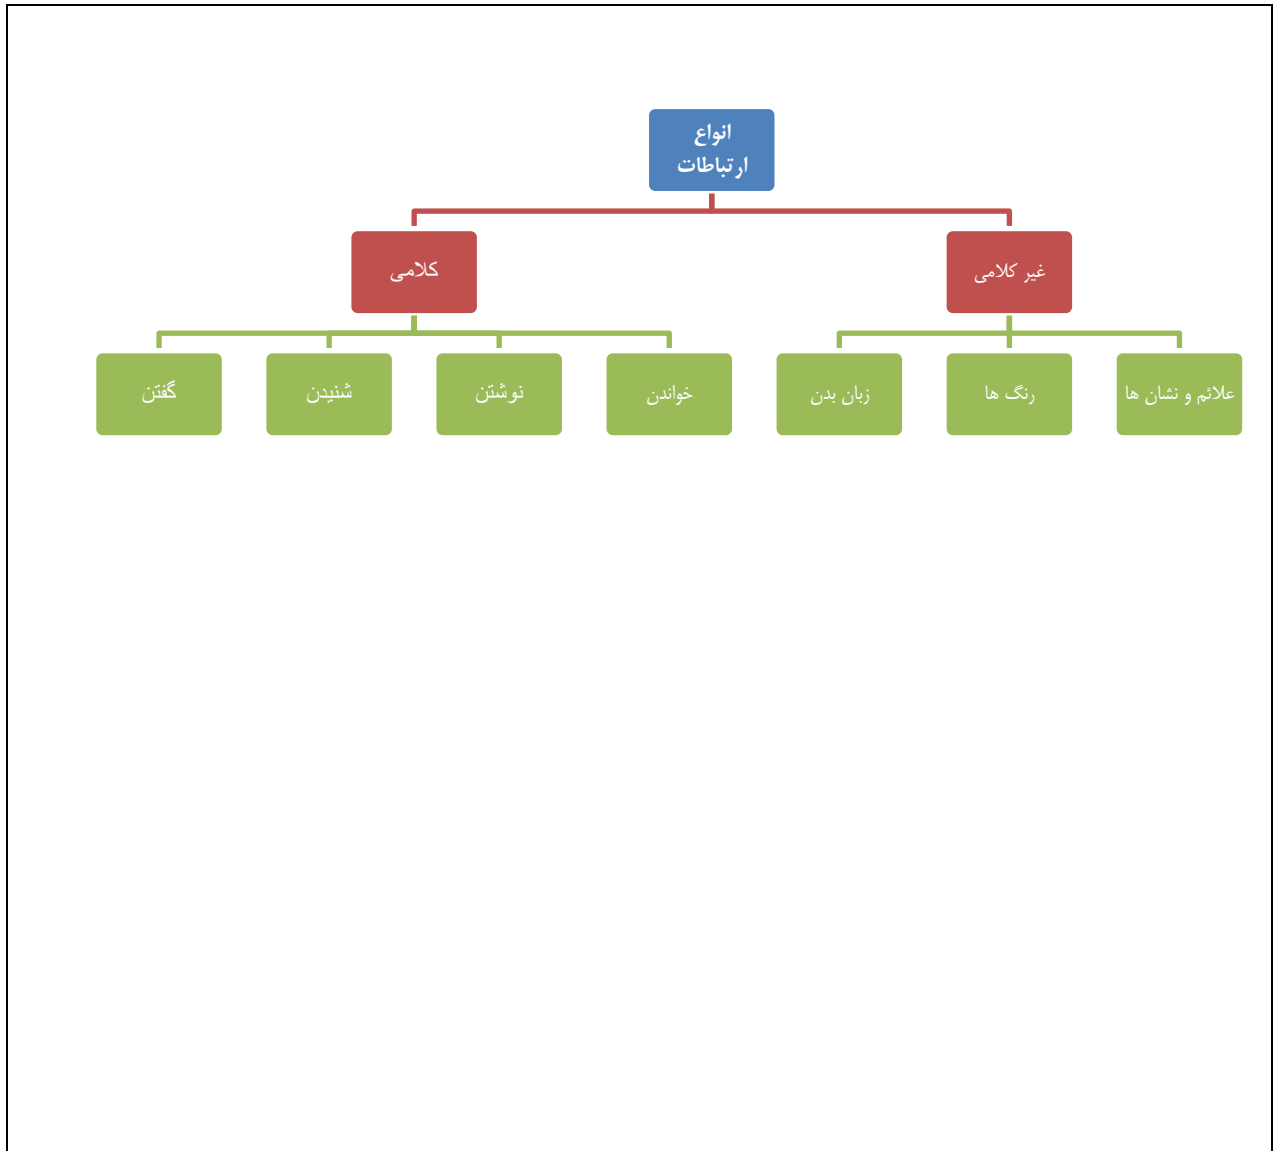 انواع
ارتباطات
غیر کلامی
کلامی
علائم و نشان ها
رنگ ها
زبان بدن
خواندن
نوشتن
شنیدن
گفتن